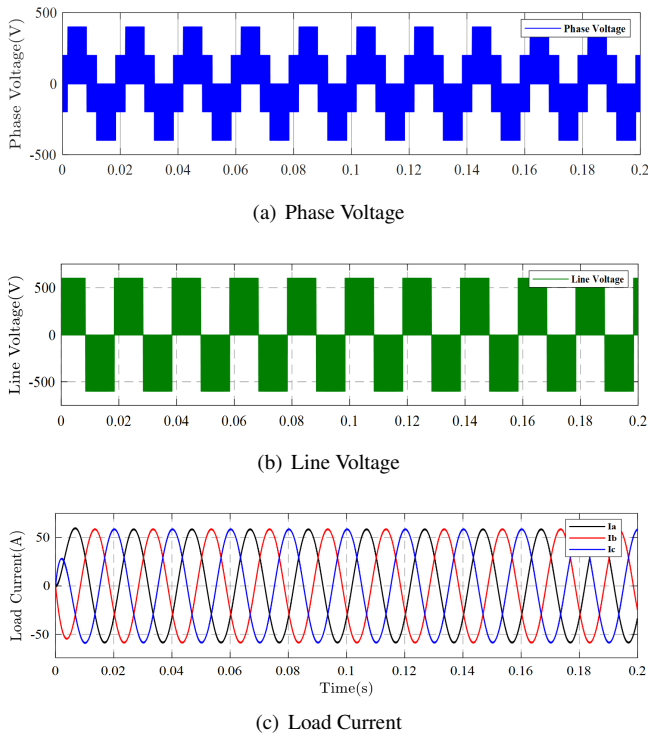 500
Phase Voltage
Phase Voltage(V)
0
-500
0 0.02 0.04 0.06 0.08 0.1 0.12 0.14 0.16 0.18 0.2
(a) Phase Voltage
Line Voltage
500
Line Voltage(V)
0
-500
0 0.02 0.04 0.06 0.08 0.1 0.12 0.14 0.16 0.18 0.2
(b) Line Voltage
Ia
50
Ib
Ic
Load Current(A)
0
-50
0 0.02 0.04 0.06 0.08 0.1 0.12 0.14 0.16 0.18 0.2
Time(s)
(c) Load Current